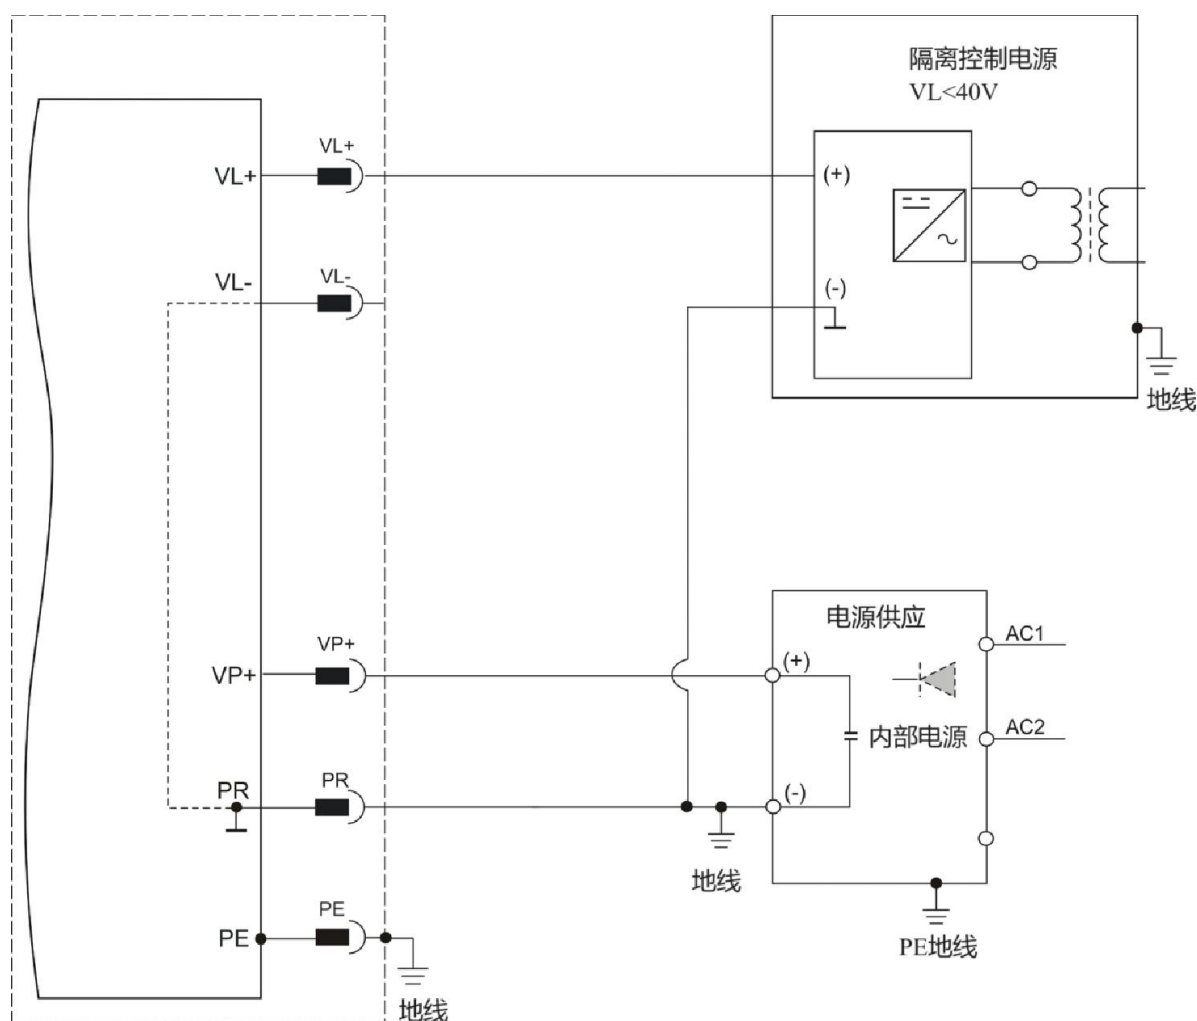 隔离控制电源
VL<40V
VL+
VL+
(+)
VL-
VL-
(-)
地线
电源供应
AC1
VP+
VP+
(+)
AC2
内部电源
PR
PR
(-)
地线
PE
PE
PE地线
地线